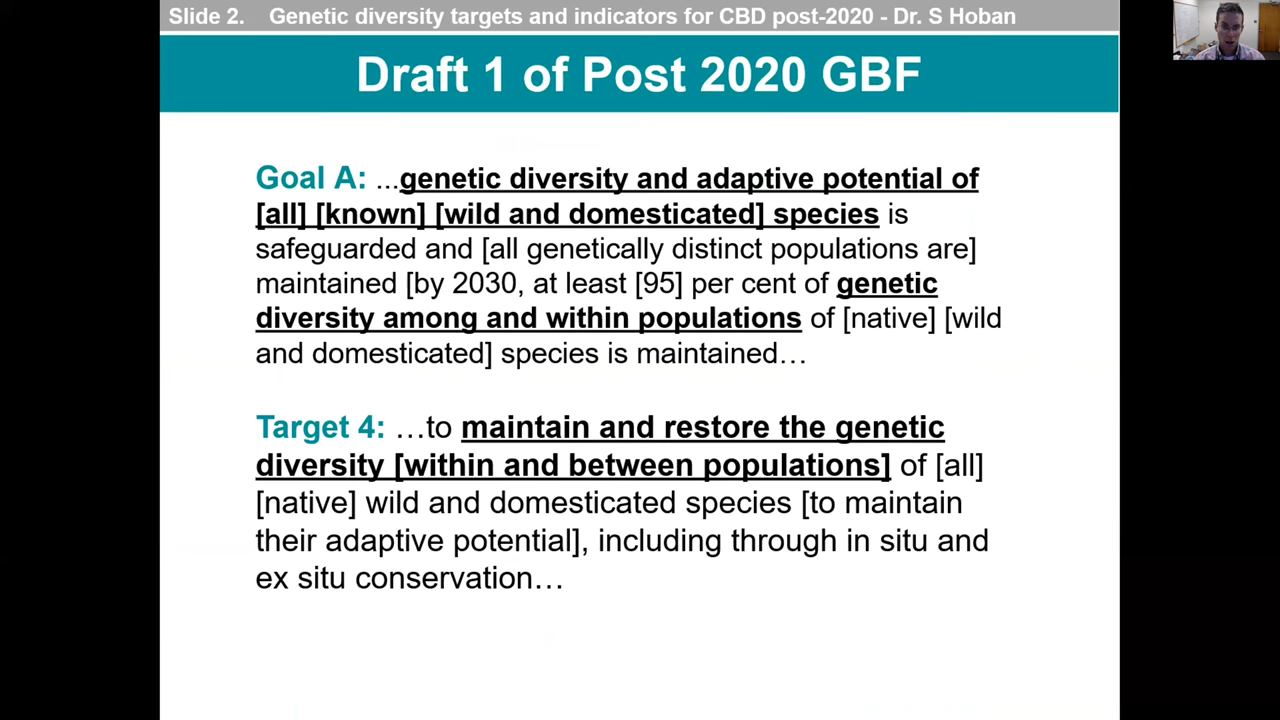 Slide 2. Genetic diversity targets and indicators for CBD post-2020 - Dr. S Hoban
Draft 1 of Post 2020 GBF
Goal A: ...genetic diversity and adaptive potential of
[all] [known] [wild and domesticated] species is
safeguarded and [all genetically distinct populations are]
maintained [by 2030, at least [95] per cent of genetic
diversity among and within populations of [native] [wild
and domesticated] species is maintained…
Target 4: …to maintain and restore the genetic
diversity [within and between populations] of [all]
[native] wild and domesticated species [to maintain
their adaptive potential], including through in situ and
ex situ conservation…